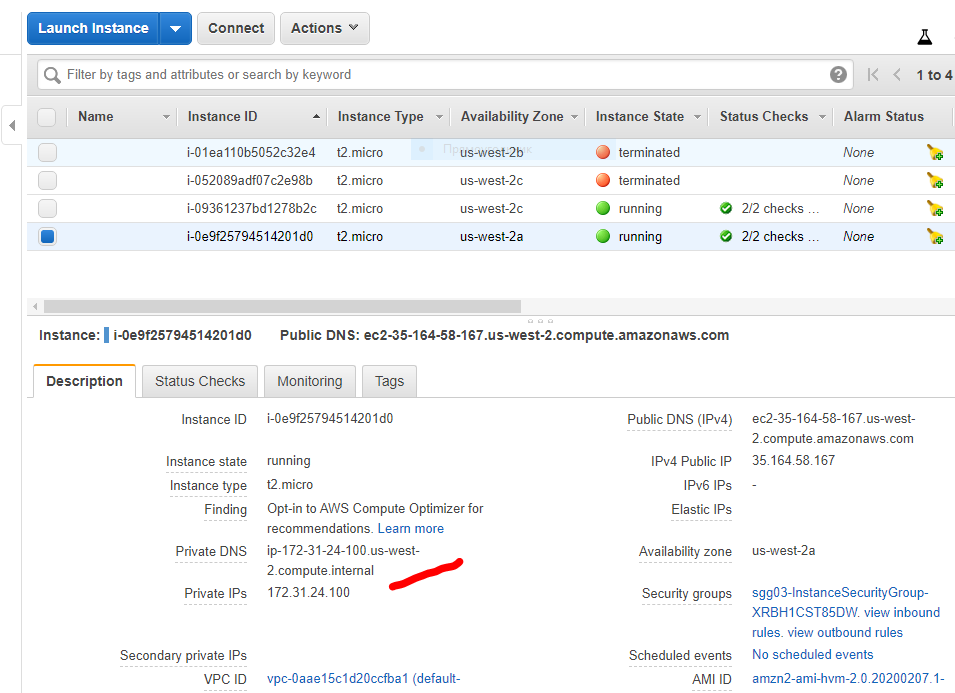 Launch Instance
Connect
Actions
Filter by tags and attributes or search by keyword
1 to 4
Name Instance ID Instance Type Availability Zone Instance State Status Checks Alarm Status
i-01ea110b5052c32e4 t2.micro us-west-2b terminated None
i-052089adf07c2e98b t2.micro us-west-2c terminated None
i-09361237bd1278b2c t2.micro us-west-2c running 2/2 checks ... None
i-0e9f25794514201d0 t2.micro us-west-2a running 2/2 checks ... None
Instance: i-0e9f25794514201d0 Public DNS: ec2-35-164-58-167.us-west-2.compute.amazonaws.com
Description Status Checks Monitoring Tags
Instance ID i-0e9f25794514201d0
Instance state running
Instance type t2.micro
Finding Opt-in to AWS Compute Optimizer for
recommendations. Learn more
Private DNS ip-172-31-24-100.us-west-
2.compute.internal
Private IPs 172.31.24.100
Secondary private IPs
VPC ID vpc-0aae15c1d20ccfba1 (default-
Public DNS (IPv4) ec2-35-164-58-167.us-west-
2.compute.amazonaws.com
IPv4 Public IP 35.164.58.167
IPv6 IPs -
Elastic IPs
Availability zone us-west-2a
Security groups sgg03-InstanceSecurityGroup-
XRBH1CST85DW. view inbound
rules. view outbound rules
Scheduled events No scheduled events
AMI ID amzn2-ami-hvm-2.0.20200207.1-